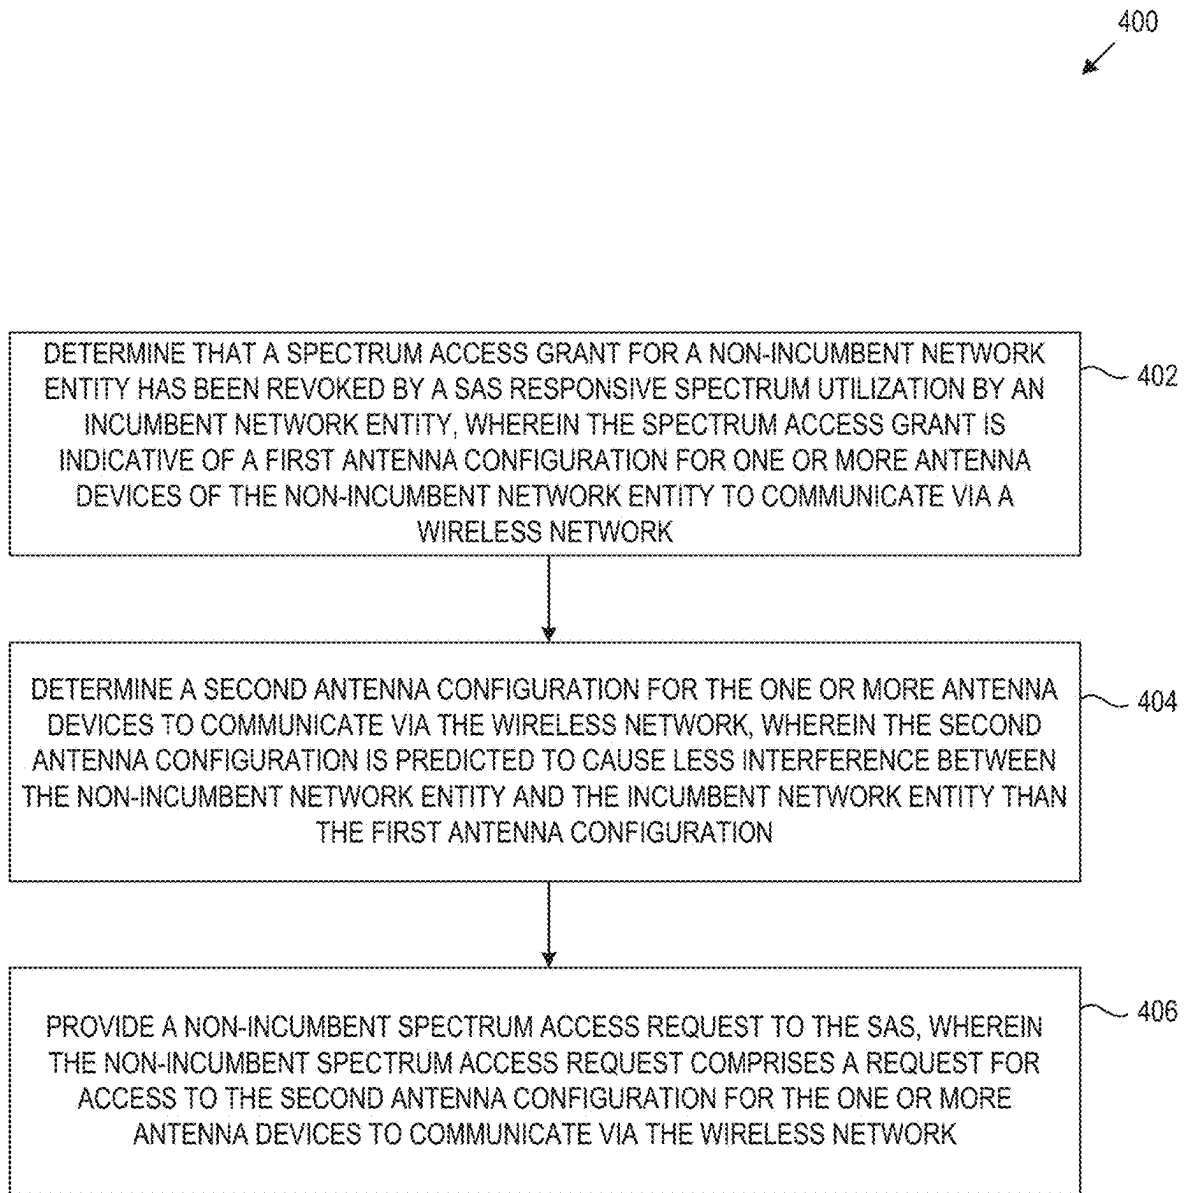 400
DETERMINE THAT A SPECTRUM ACCESS GRANT FOR A NON-INCUMBENT NETWORK
ENTITY HAS BEEN REVOKED BY A SAS RESPONSIVE SPECTRUM UTILIZATION BY AN
INCUMBENT NETWORK ENTITY, WHEREIN THE SPECTRUM ACCESS GRANT IS
INDICATIVE OF A FIRST ANTENNA CONFIGURATION FOR ONE OR MORE ANTENNA
DEVICES OF THE NON-INCUMBENT NETWORK ENTITY TO COMMUNICATE VIA A
WIRELESS NETWORK
402
DETERMINE A SECOND ANTENNA CONFIGURATION FOR THE ONE OR MORE ANTENNA
DEVICES TO COMMUNICATE VIA THE WIRELESS NETWORK, WHEREIN THE SECOND
ANTENNA CONFIGURATION IS PREDICTED TO CAUSE LESS INTERFERENCE BETWEEN
THE NON-INCUMBENT NETWORK ENTITY AND THE INCUMBENT NETWORK ENTITY THAN
THE FIRST ANTENNA CONFIGURATION
404
PROVIDE A NON-INCUMBENT SPECTRUM ACCESS REQUEST TO THE SAS, WHEREIN
THE NON-INCUMBENT SPECTRUM ACCESS REQUEST COMPRISES A REQUEST FOR
ACCESS TO THE SECOND ANTENNA CONFIGURATION FOR THE ONE OR MORE
ANTENNA DEVICES TO COMMUNICATE VIA THE WIRELESS NETWORK
406